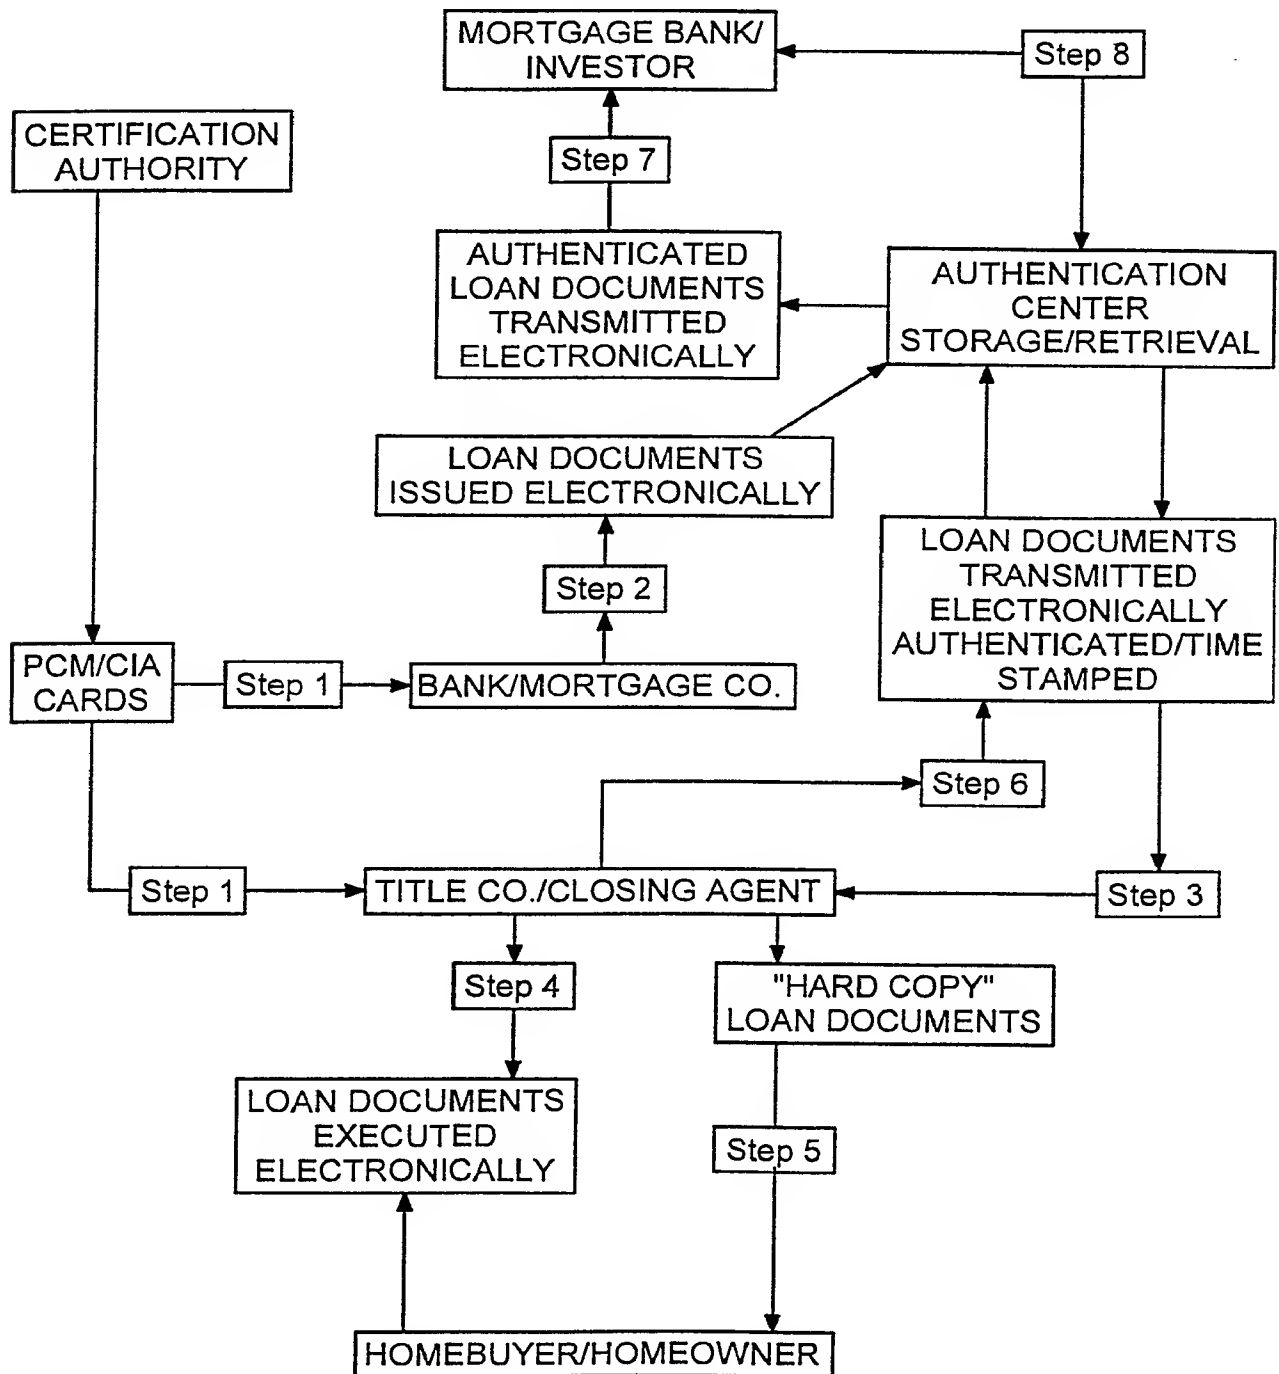 MORTGAGE BANK/
INVESTOR
Step 8
CERTIFICATION
AUTHORITY
Step 7
AUTHENTICATED
LOAN DOCUMENTS
TRANSMITTED
ELECTRONICALLY
AUTHENTICATION
CENTER
STORAGE/RETRIEVAL
LOAN DOCUMENTS
ISSUED ELECTRONICALLY
LOAN DOCUMENTS
TRANSMITTED
ELECTRONICALLY
AUTHENTICATED/TIME
STAMPED
Step 2
PCM/CIA
CARDS
Step 1
BANK/MORTGAGE CO.
Step 6
Step 1
TITLE CO./CLOSING AGENT
Step 3
Step 4
"HARD COPY"
LOAN DOCUMENTS
LOAN DOCUMENTS
EXECUTED
ELECTRONICALLY
Step 5
HOMEBUYER/HOMEOWNER